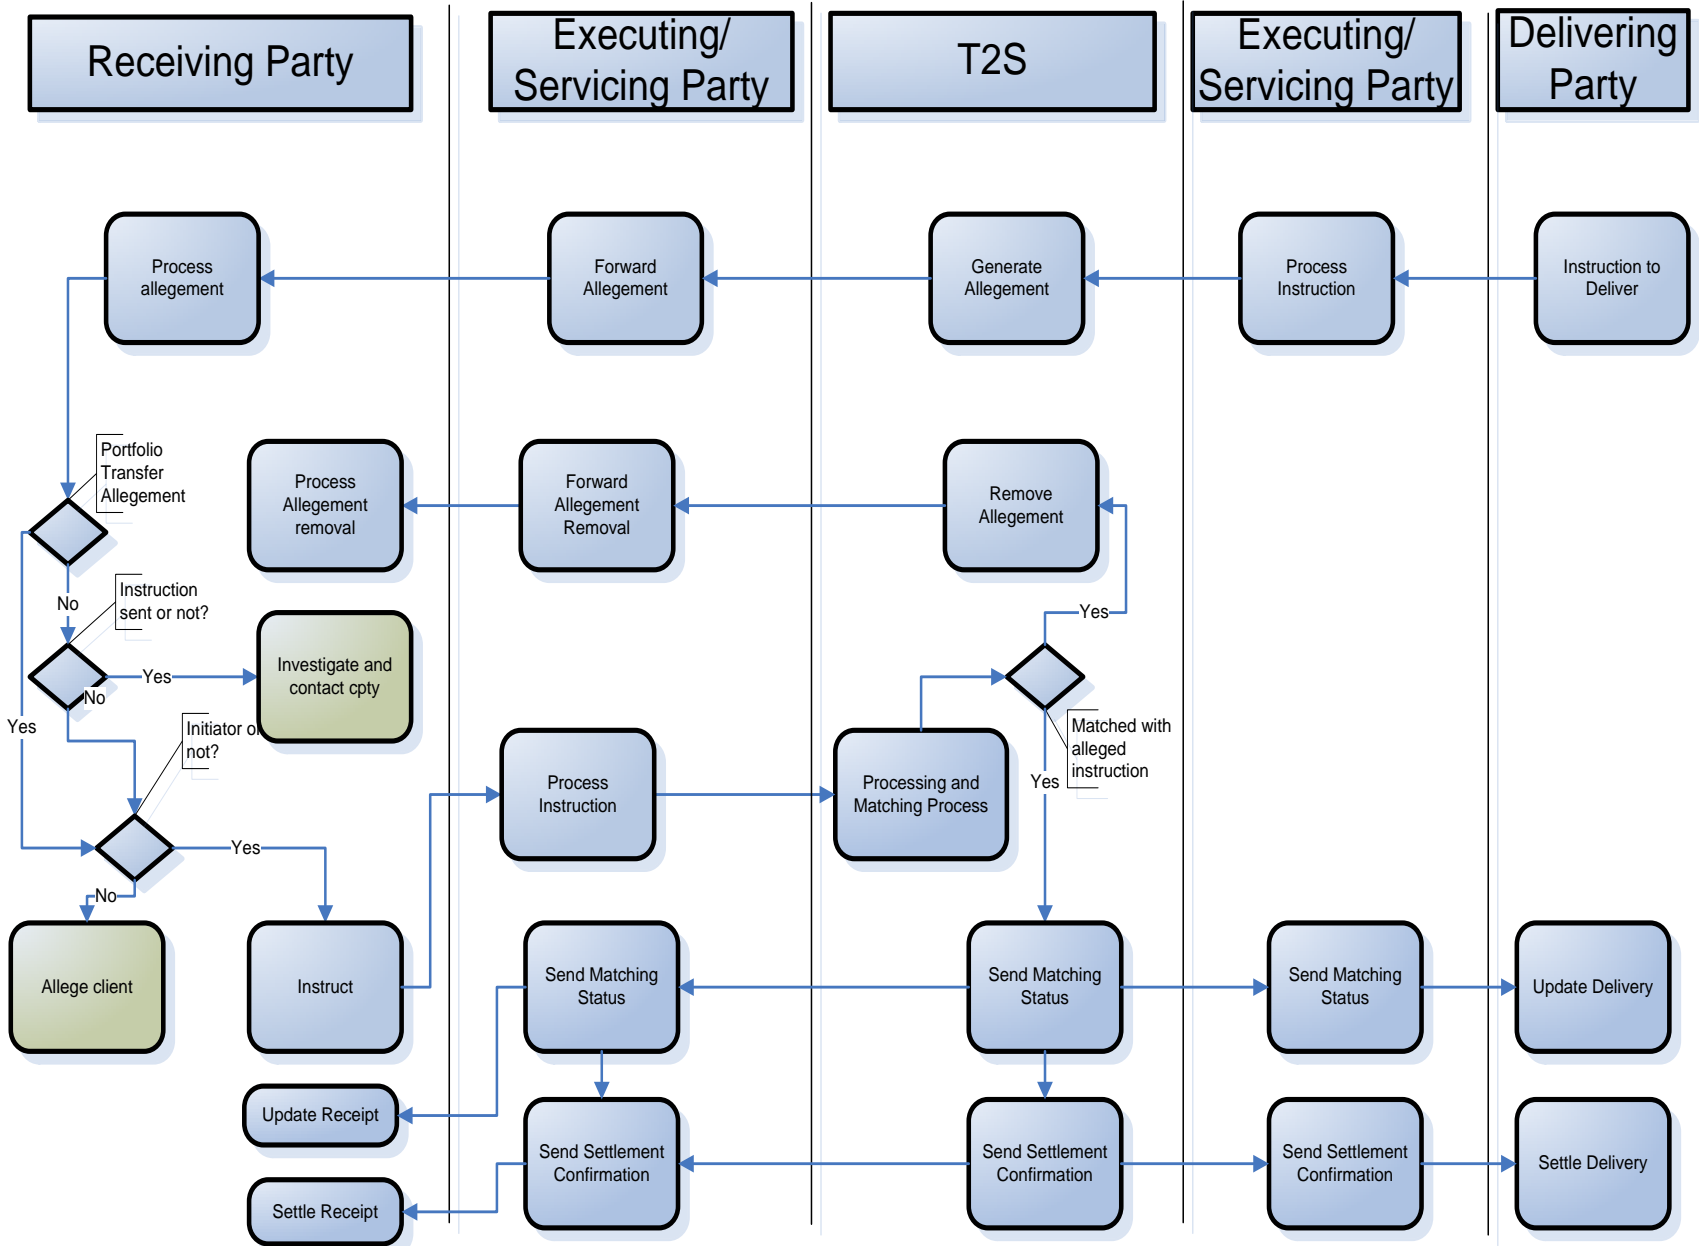 Receiving Party
Executing/
Servicing Party
T2S
Executing/
Servicing Party
Delivering
Party
Process
allegement
Forward
Allegement
Generate
Allegement
Process
Instruction
Instruction to
Deliver
Portfolio
Transfer
Allegement
Process
Allegement
removal
Forward
Allegement
Removal
Remove
Allegement
No
Instruction
sent or not?
Yes
Investigate and
contact cpty
Yes
No
Yes
Initiator or
not?
Matched with
alleged
instruction
Yes
Process
Instruction
Processing and
Matching Process
Yes
No
Allege client
Instruct
Send Matching
Status
Send Matching
Status
Send Matching
Status
Update Delivery
Update Receipt
Send Settlement
Confirmation
Send Settlement
Confirmation
Send Settlement
Confirmation
Settle Delivery
Settle Receipt